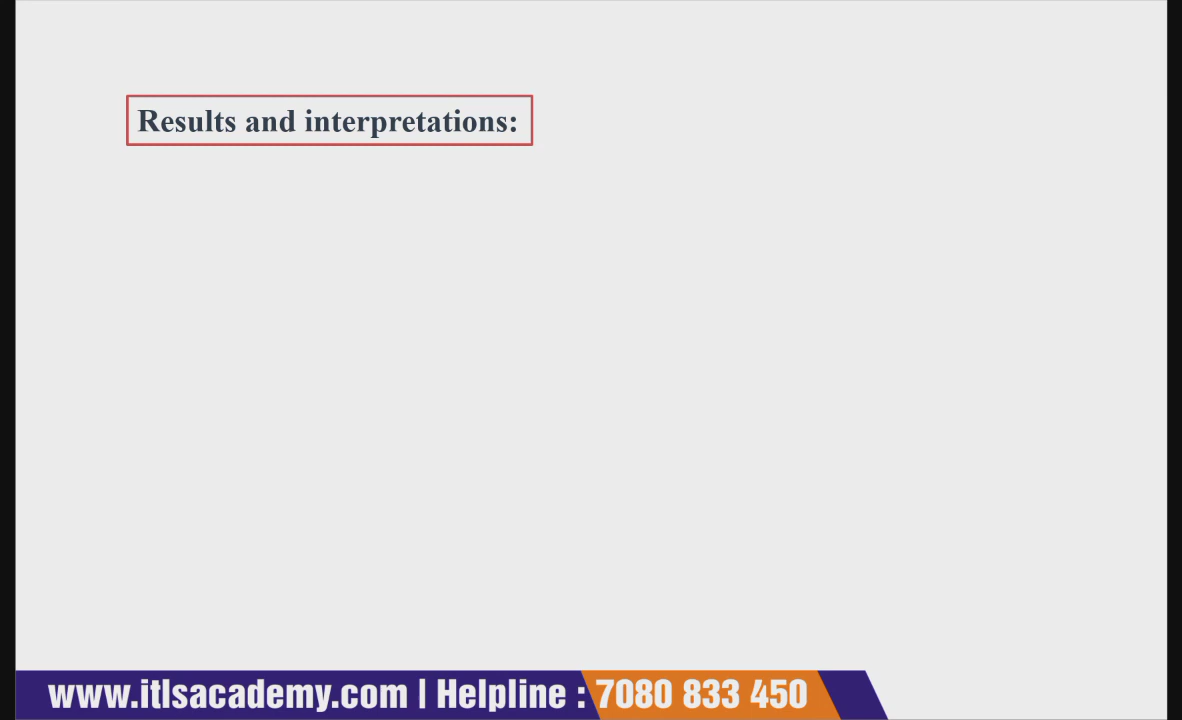 Results and interpretations:
www.itlsacademy.com | Helpline : 7080 833 450